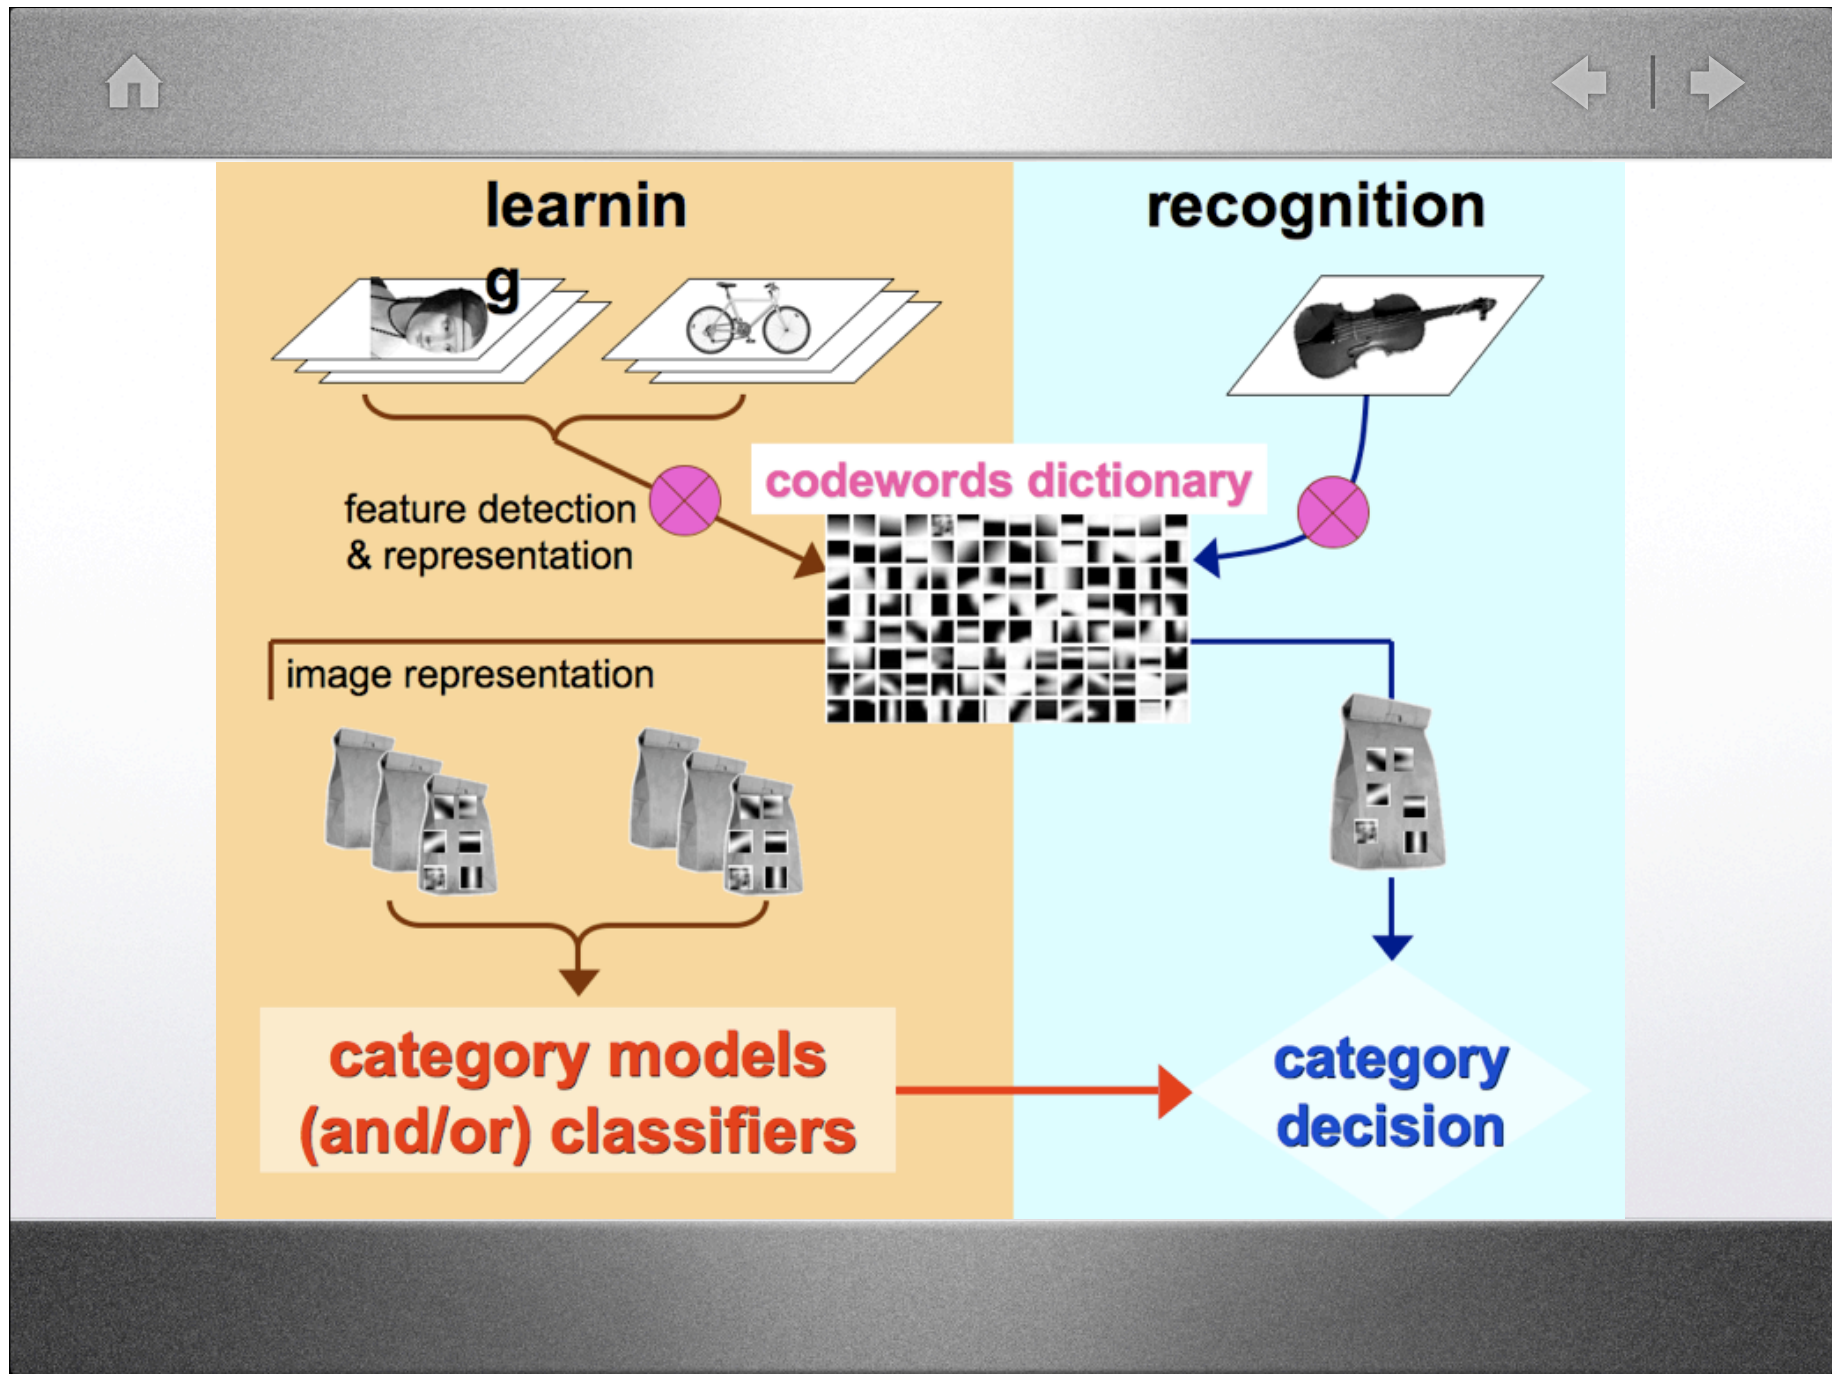 learnin
g
recognition
codewords dictionary
feature detection
& representation
image representation
category models
(and/or) classifiers
category
decision